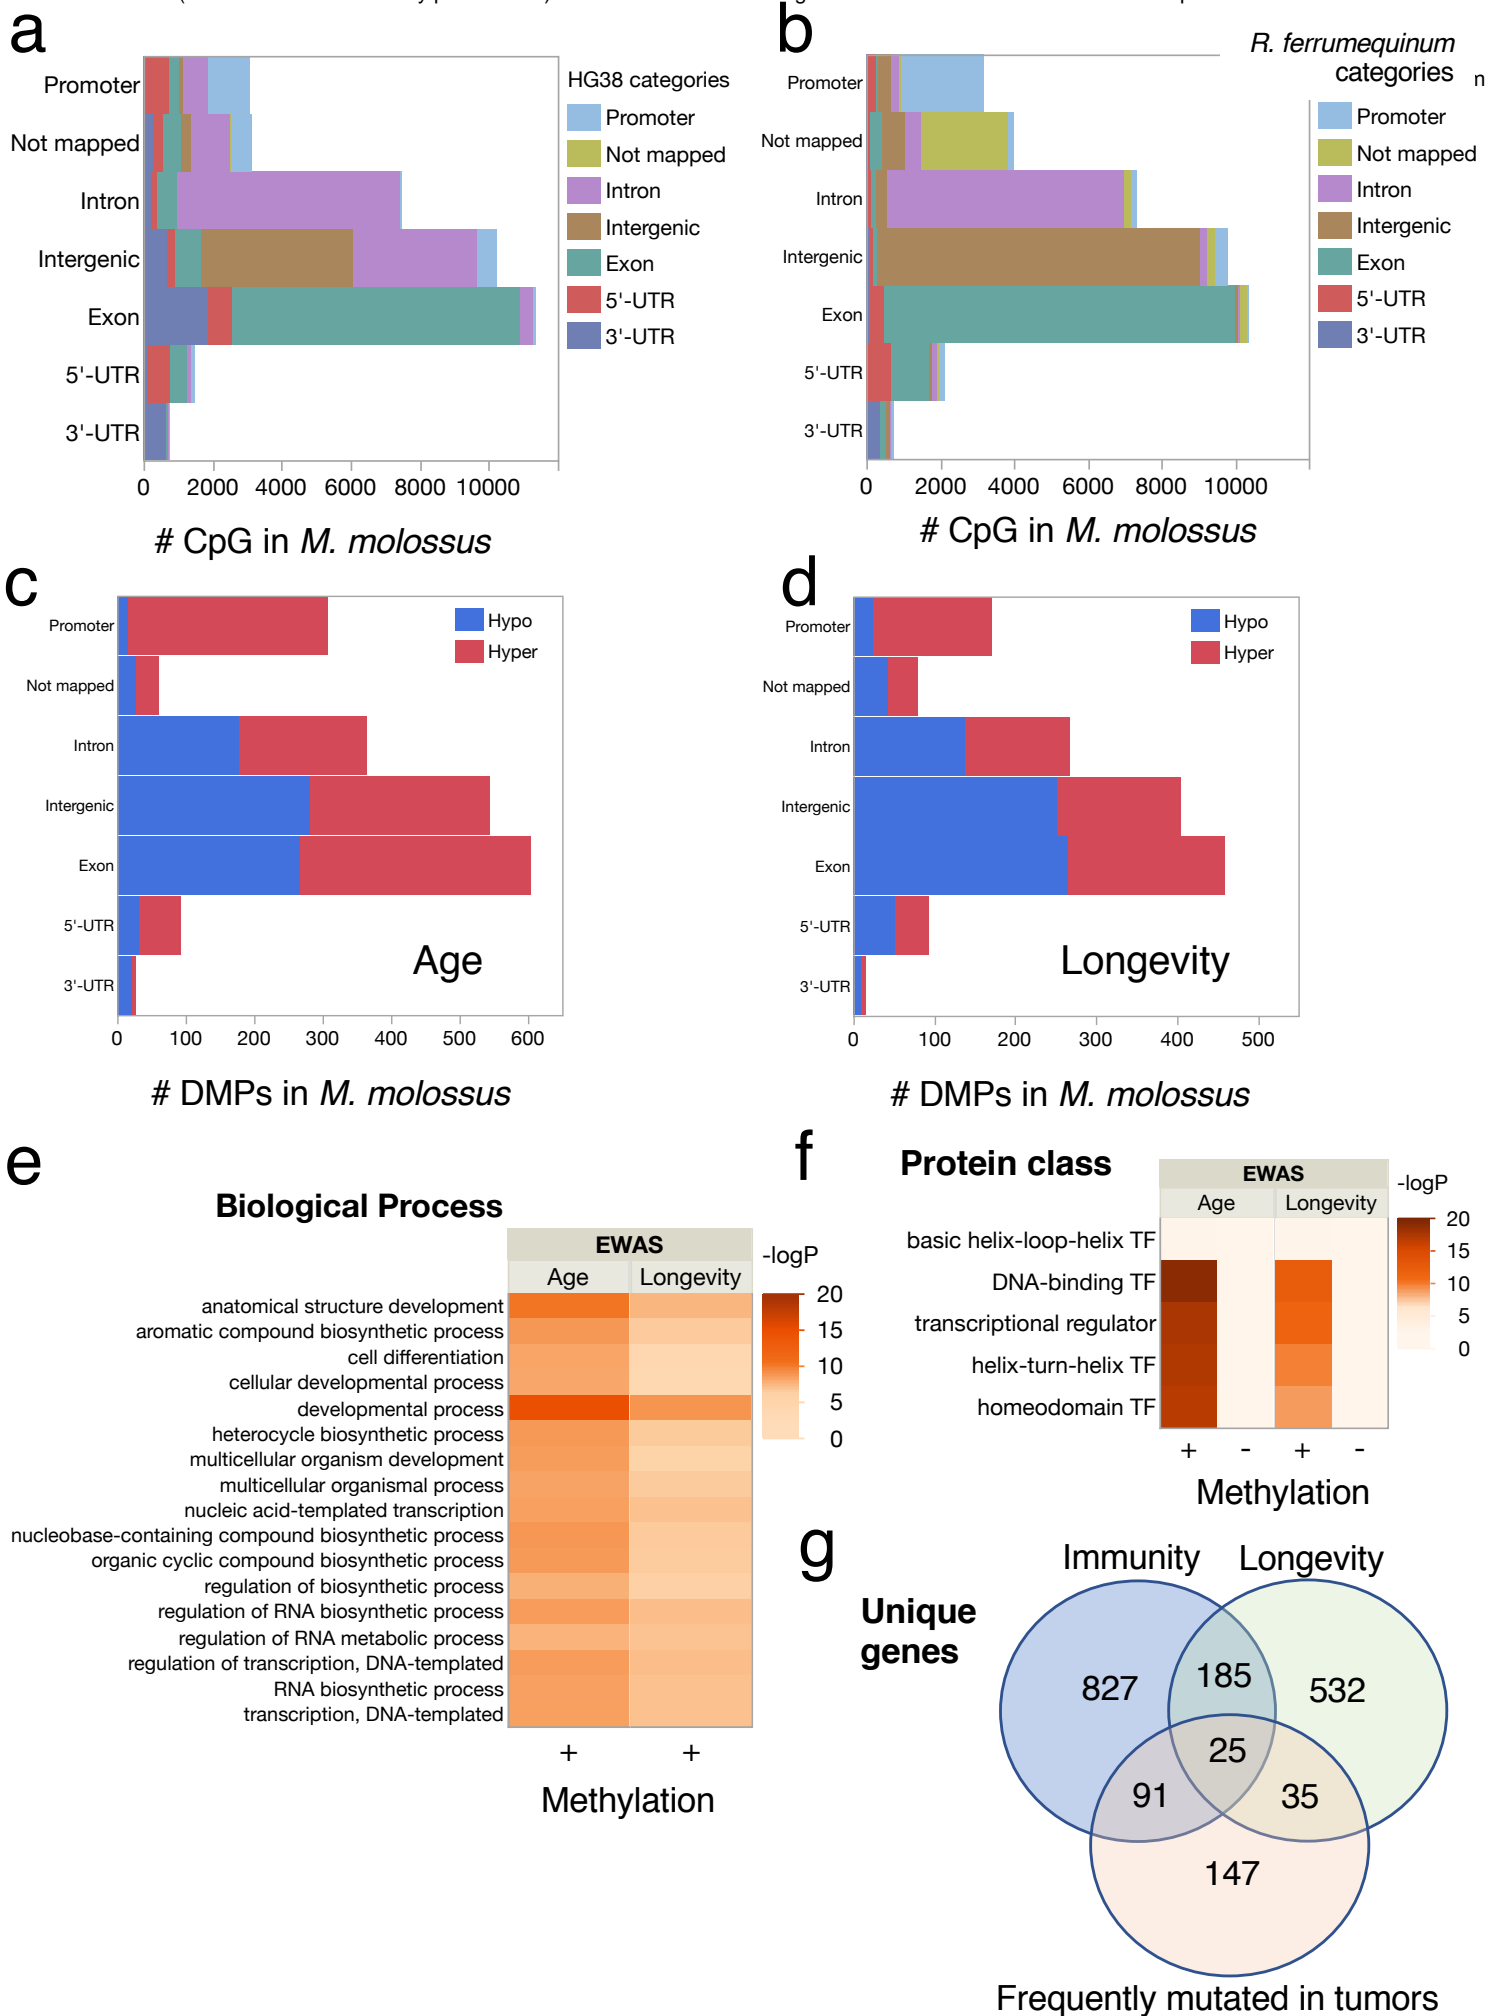 a
Promoter
Not mapped
Intron
Intergenic
Exon
5'-UTR
3'-UTR
0 2000 4000 6000 8000 10000
# CpG in M. molossus
HG38 categories
Promoter
Not mapped
Intron
Intergenic
Exon
5'-UTR
3'-UTR
b
Promoter
Not mapped
Intron
Intergenic
Exon
5'-UTR
3'-UTR
0 2000 4000 6000 8000 10000
# CpG in M. molossus
R. ferrumequinum
categories
n
Promoter
Not mapped
Intron
Intergenic
Exon
5'-UTR
3'-UTR
c
Promoter
Not mapped
Intron
Intergenic
Exon
5'-UTR
3'-UTR
Hypo
Hyper
Age
0 100 200 300 400 500 600
# DMPs in M. molossus
d
Promoter
Not mapped
Intron
Intergenic
Exon
5'-UTR
3'-UTR
Hypo
Hyper
Longevity
0 100 200 300 400 500
# DMPs in M. molossus
e
Biological Process
EWAS
Age Longevity
anatomical structure development
aromatic compound biosynthetic process
cell differentiation
cellular developmental process
developmental process
heterocycle biosynthetic process
multicellular organism development
multicellular organismal process
nucleic acid-templated transcription
nucleobase-containing compound biosynthetic process
organic cyclic compound biosynthetic process
regulation of biosynthetic process
regulation of RNA biosynthetic process
regulation of RNA metabolic process
regulation of transcription, DNA-templated
RNA biosynthetic process
transcription, DNA-templated
+ +
Methylation
-logP
20
15
10
5
0
f
Protein class
EWAS
Age Longevity
basic helix-loop-helix TF
DNA-binding TF
transcriptional regulator
helix-turn-helix TF
homeodomain TF
+ - + -
Methylation
-logP
20
15
10
5
0
g
Immunity Longevity
Unique
genes
827 185 532
25
91 35
147
Frequently mutated in tumors